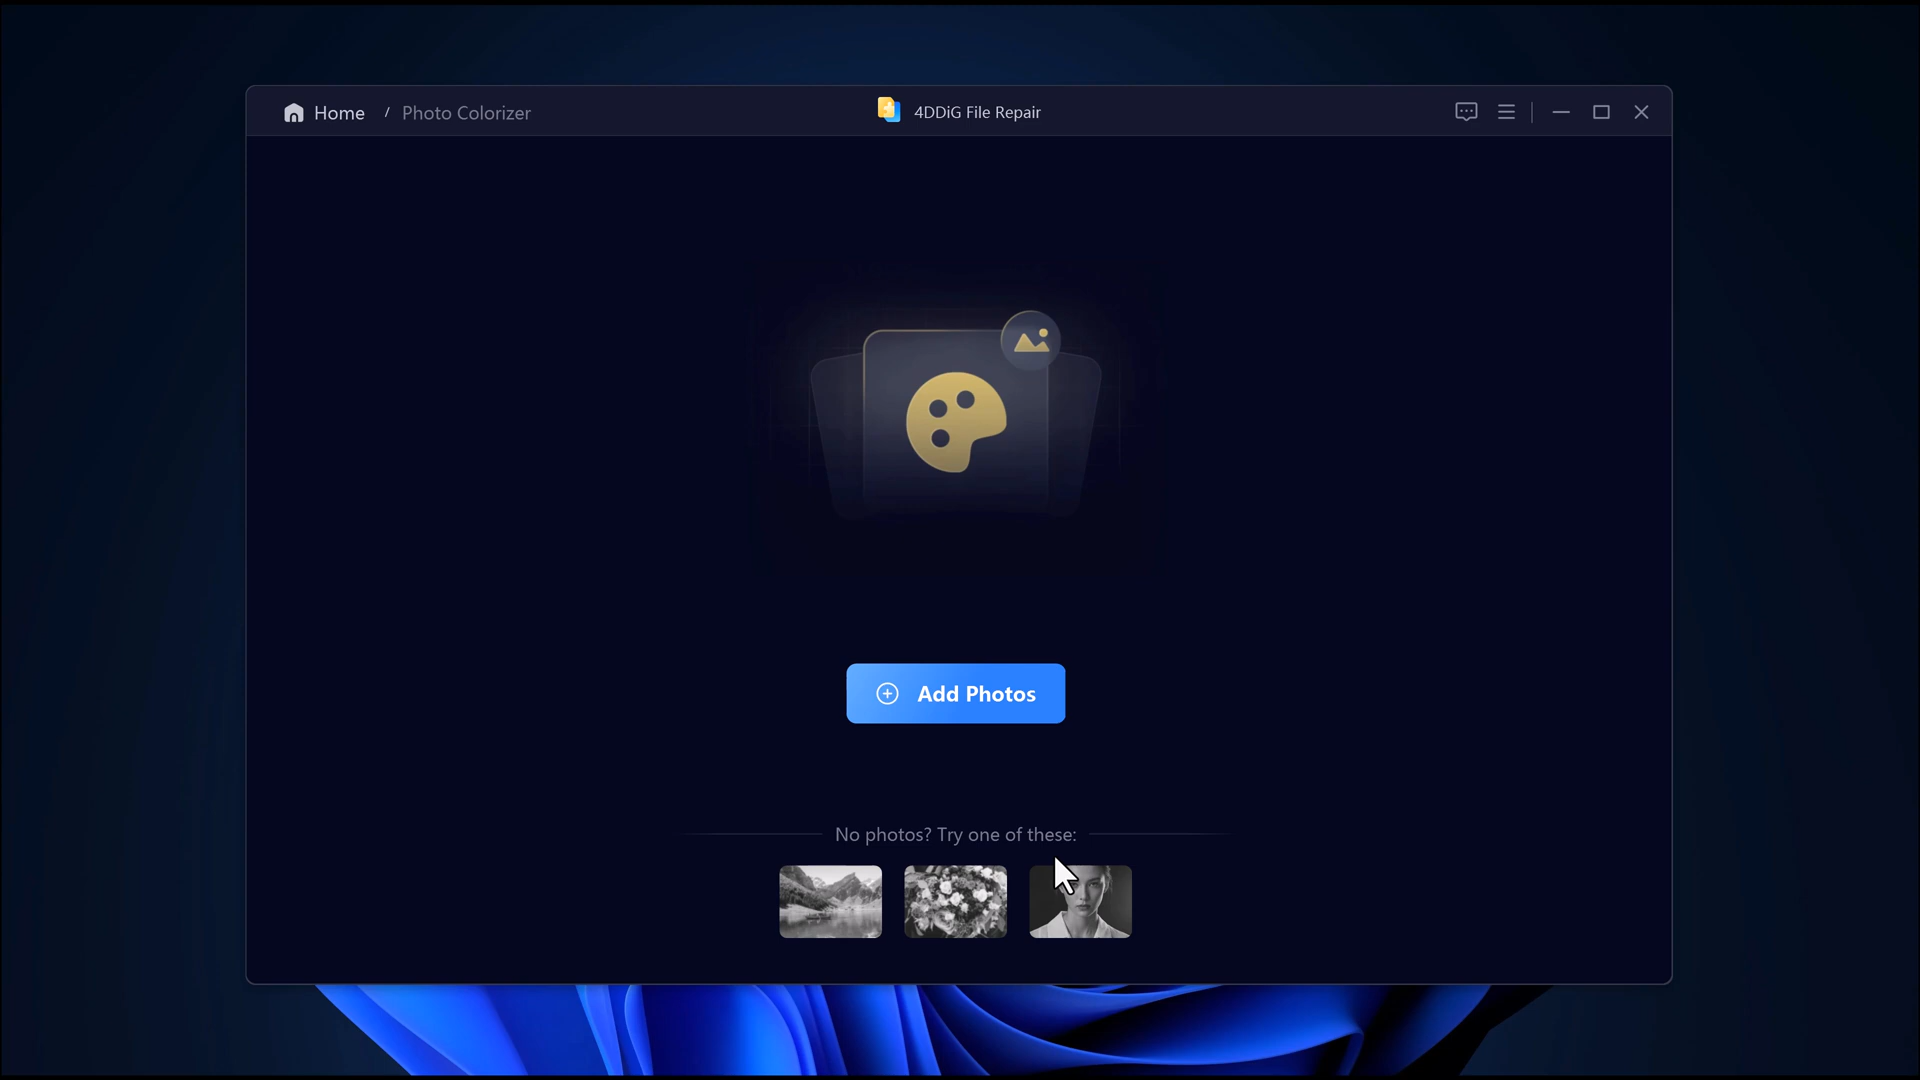 Home / Photo Colorizer
4DDiG File Repair
Add Photos
No photos? Try one of these: